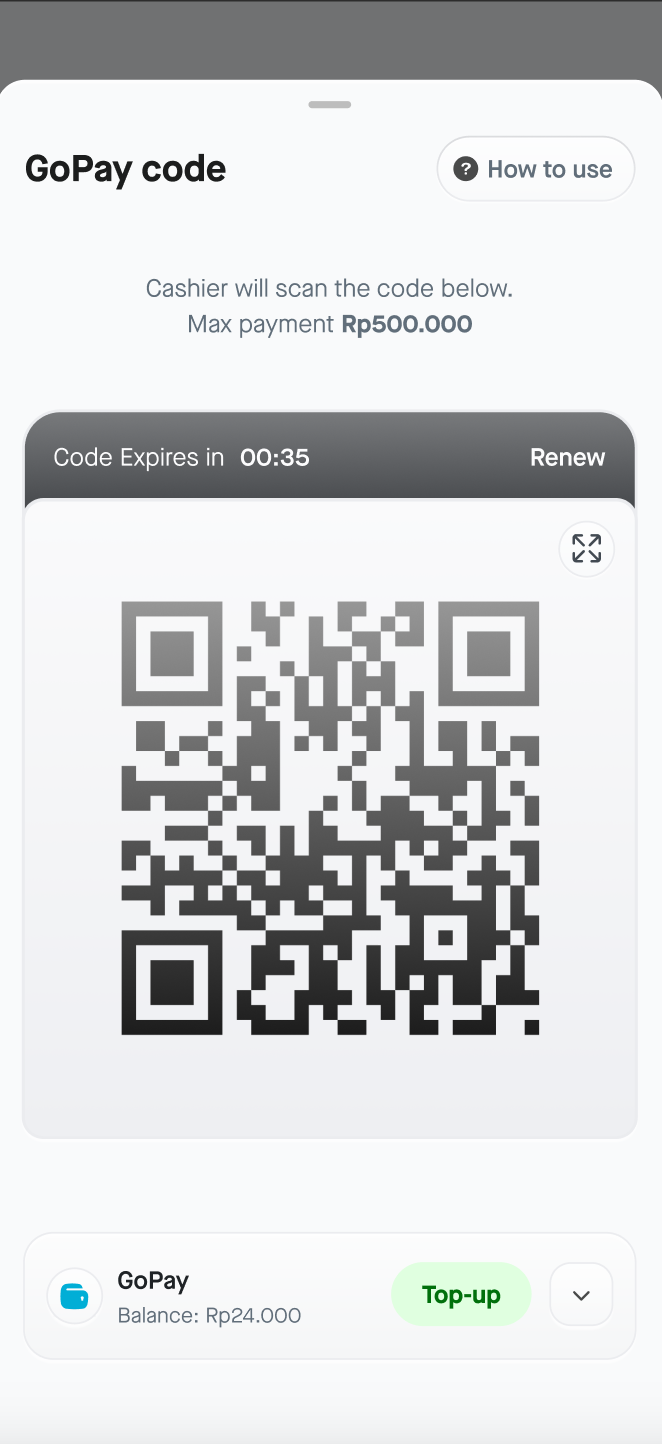 GoPay code
? How to use
Cashier will scan the code below.
Max payment Rp500.000
Code Expires in 00:35
Renew
GoPay
Balance: Rp24.000
Top-up